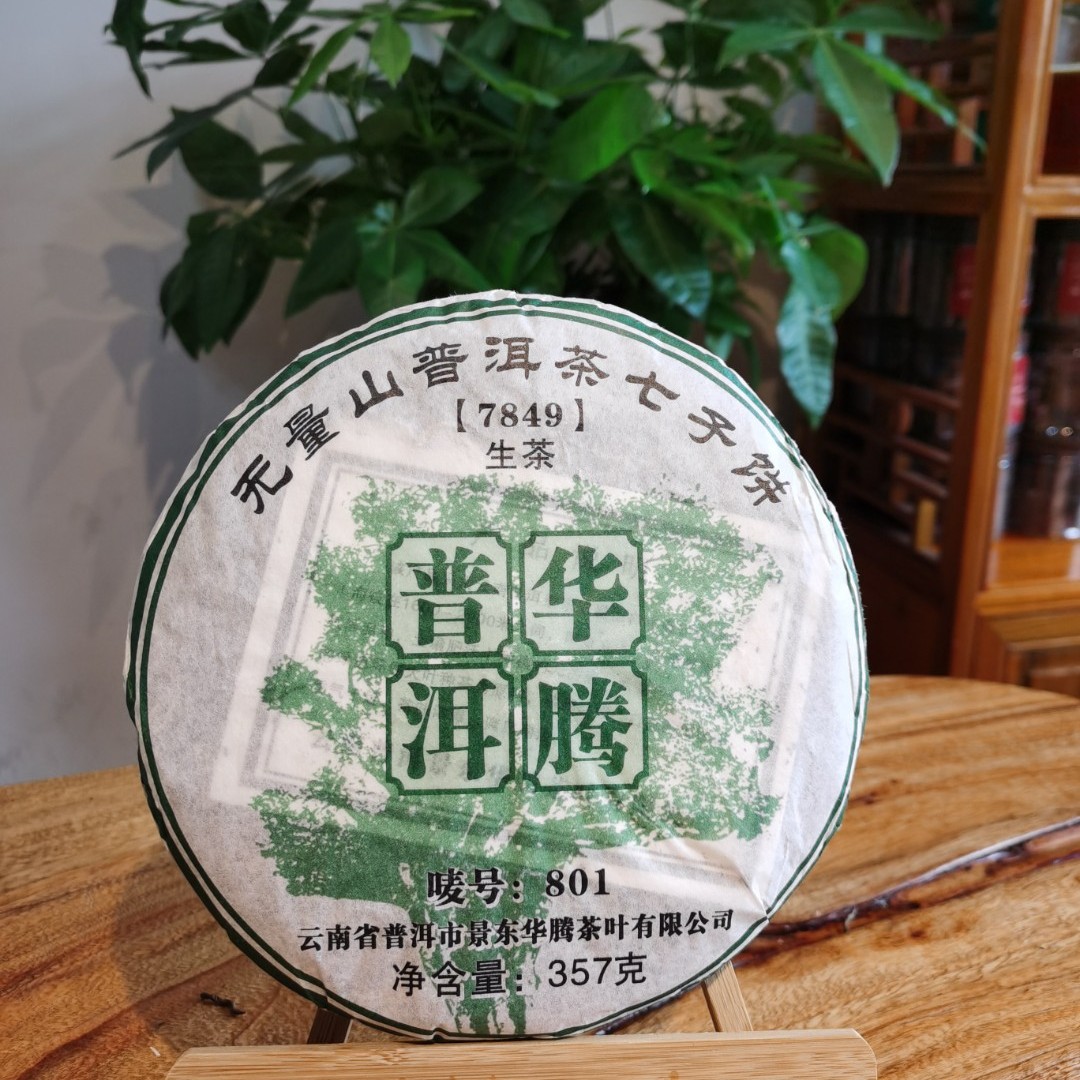 无量山普洱茶七子饼
【7849】
生茶
普华
洱腾
唛号：801
云南省普洱市景东华腾茶叶有限公司
净含量：357克